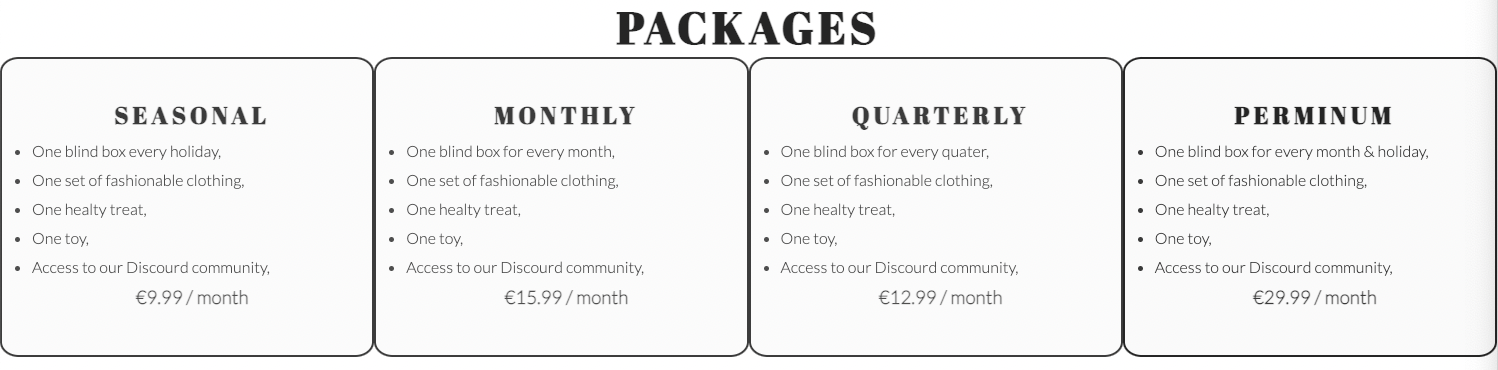 PACKAGES
SEASONAL
One blind box every holiday,
One set of fashionable clothing,
One healty treat,
One toy,
Access to our Discourd community,
€9.99 / month
MONTHLY
One blind box for every month,
One set of fashionable clothing,
One healty treat,
One toy,
Access to our Discourd community,
€15.99 / month
QUARTERLY
One blind box for every quater,
One set of fashionable clothing,
One healty treat,
One toy,
Access to our Discourd community,
€12.99 / month
PERMINUM
One blind box for every month & holiday,
One set of fashionable clothing,
One healty treat,
One toy,
Access to our Discourd community,
€29.99 / month